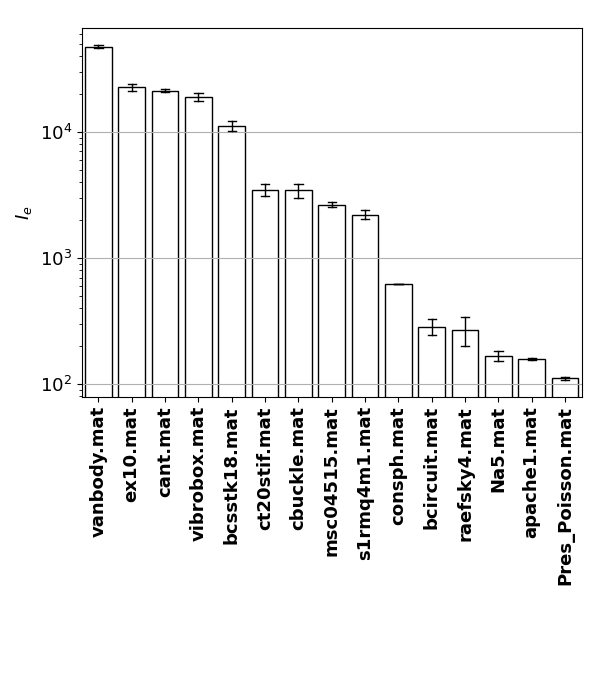 I_e
10^4
10^3
10^2
vanbody.mat
ex10.mat
cant.mat
vibrobox.mat
bcsstk18.mat
ct20stif.mat
cbuckle.mat
msc04515.mat
s1rmq4m1.mat
consph.mat
bcircuit.mat
raefsky4.mat
Na5.mat
apache1.mat
Pres_Poisson.mat